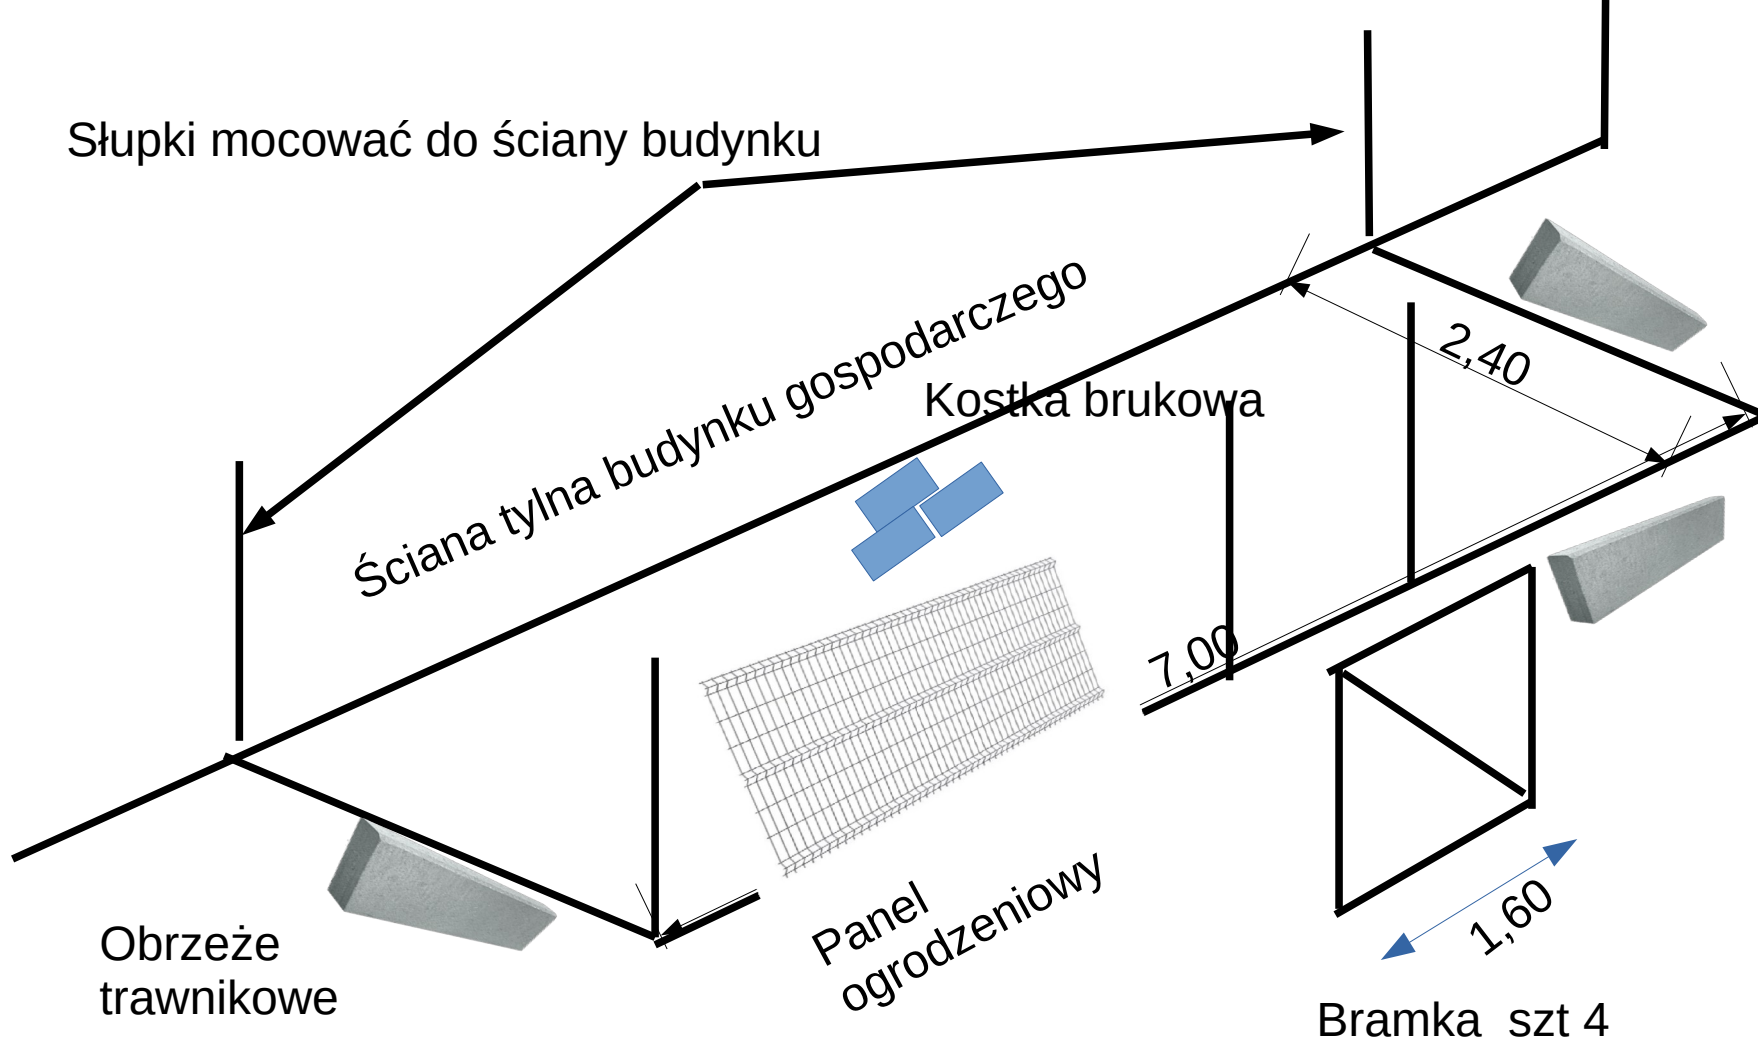 Słupki mocować do ściany budynku
Ściana tylna budynku gospodarczego
2,40
Kostka brukowa
7,00
Panel
ogrodzeniowy
1,60
Obrzeże
trawnikowe
Bramka  szt 4